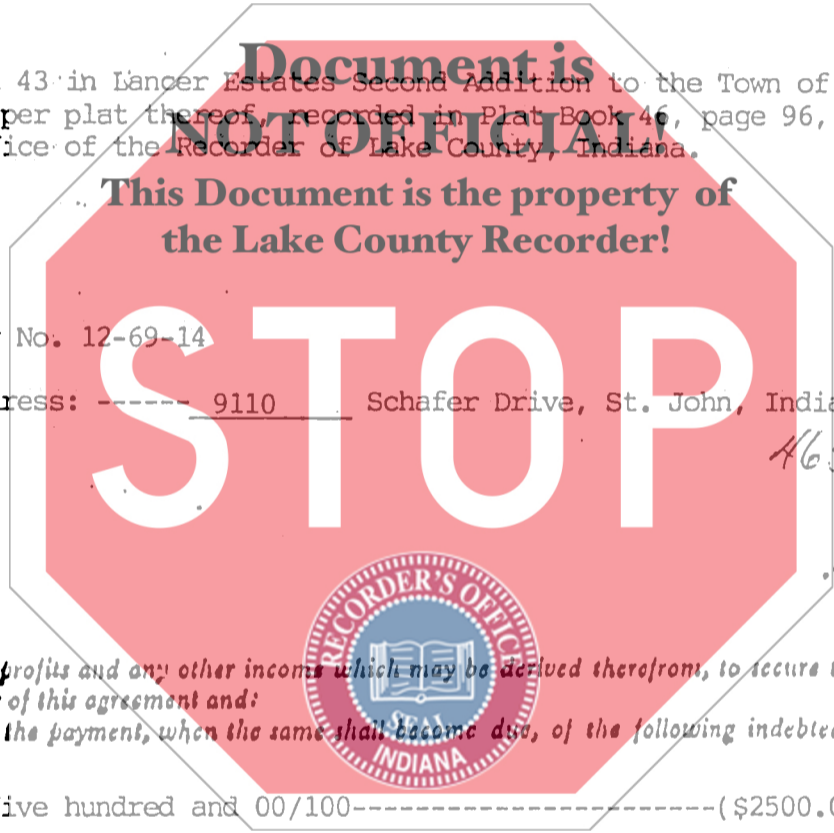 Document is
43 in Lancer Estates Second Addition to the Town of
per plat thereof, recorded in Plat Book 46, page 96,
NOT OFFICIAL!
ice of the Recorder of Lake County, Indiana.
This Document is the property of
the Lake County Recorder!
No. 12-69-14
STOP
ress: ------ 9110 Schafer Drive, St. John, India
46
RECORDER'S OFFICE
profits and any other income which may be derived therefrom, to secure
of this agreement and:
SEAL
the payment, when the same shall become due, of the following indebted
INDIANA
ive hundred and 00/100-----------------------($2500.0